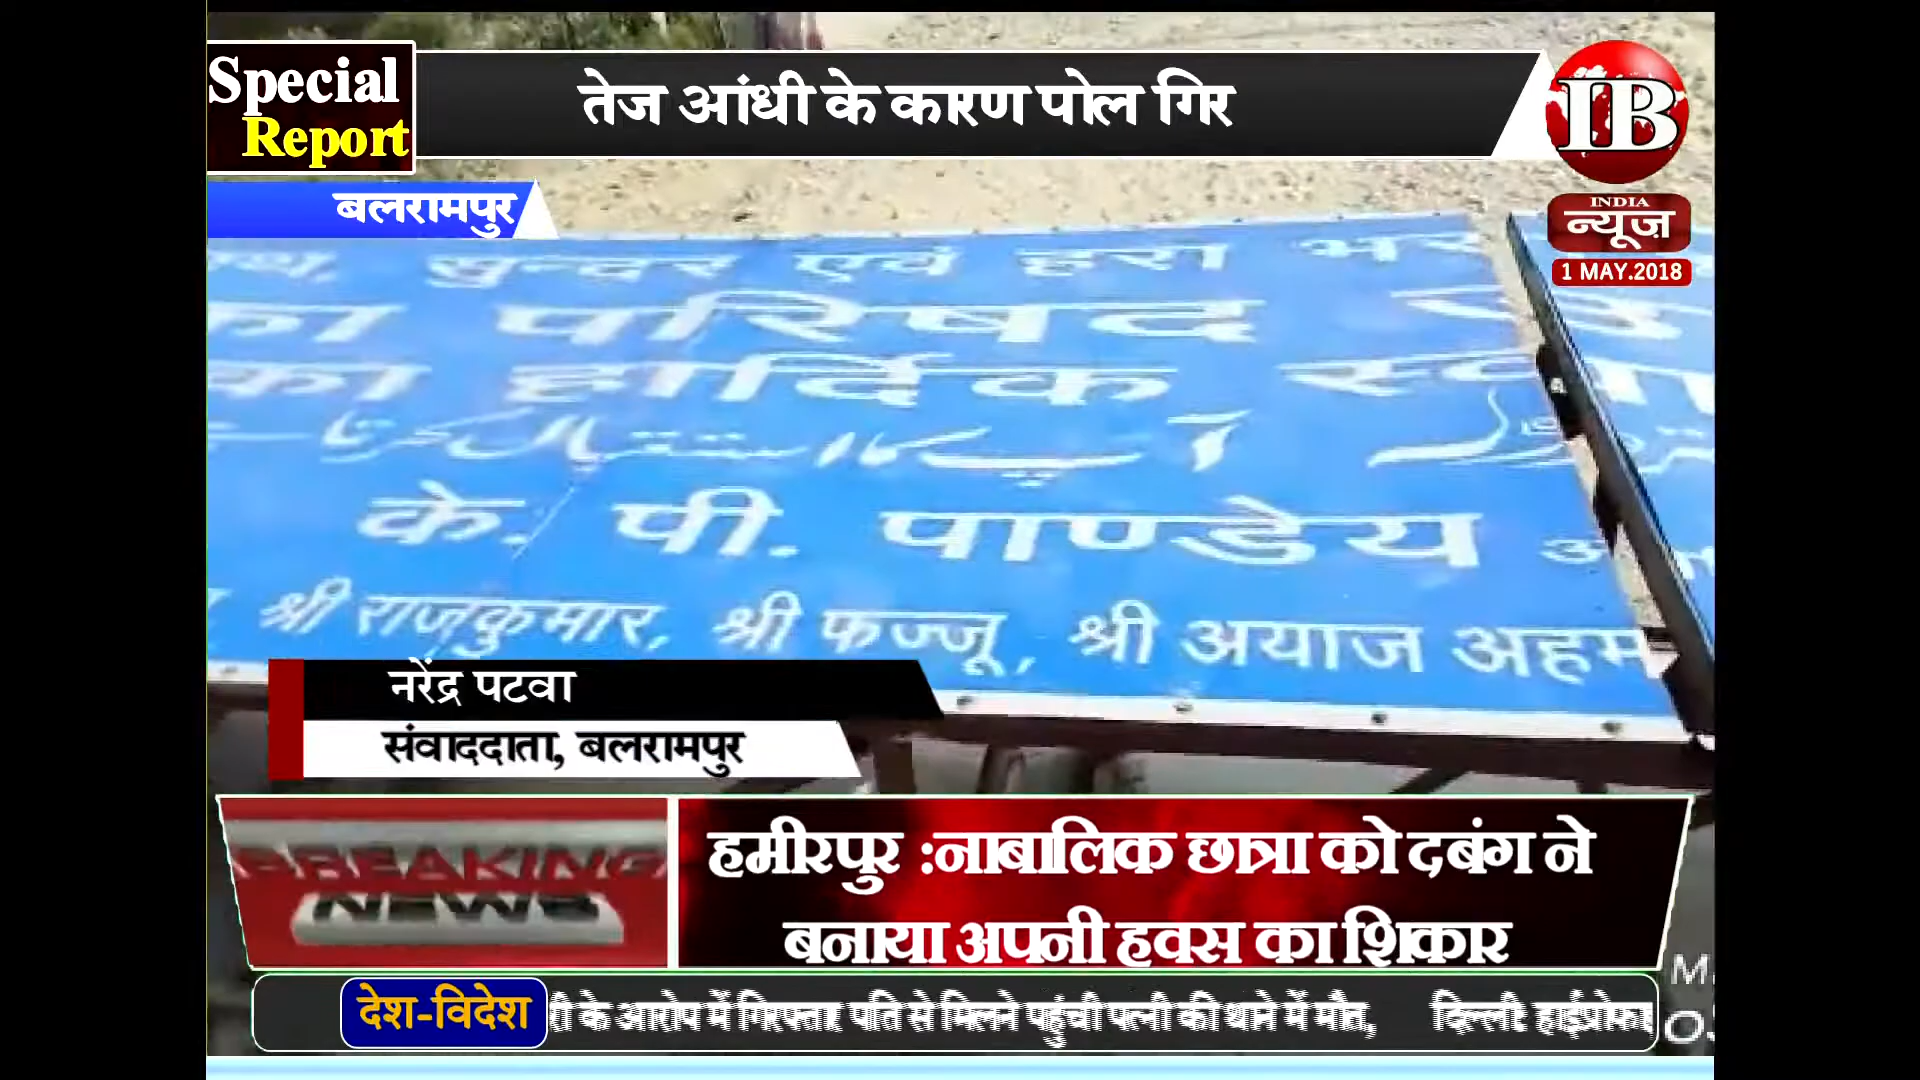 Special
Report
तेज आंधी के कारण पोल गिर
IB
INDIA
न्यूज़
1 MAY.2018
बलरामपुर
सुन्दर एवं हरा
का परिषद
का हार्दिक
के. पी. पाण्डेय
श्री राजकुमार, श्री फज्जू, श्री अयाज अहम
नरेंद्र पटवा
संवाददाता, बलरामपुर
BREAKING
NEWS
हमीरपुर :नाबालिक छात्रा को दबंग ने
बनाया अपनी हवस का शिकार
देश-विदेश
री के आरोप में गिरफ्तार पति से मिलने पहुंची पत्नी की थाने में मौत, दिल्ली: हाईप्रोफा